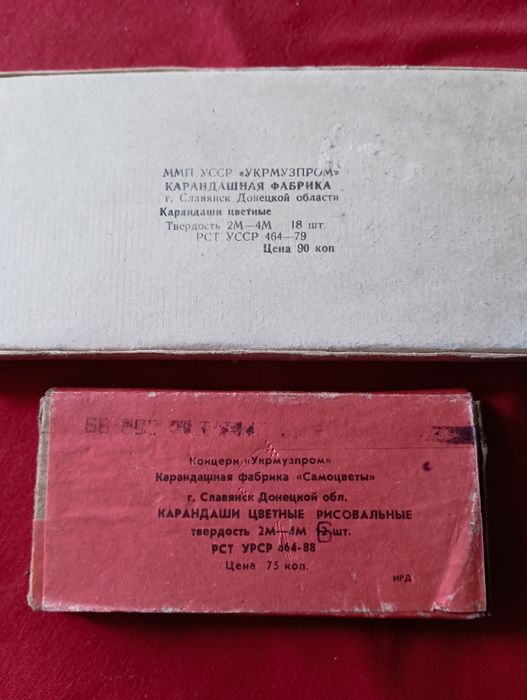 ММП УССР «УКРМУЗПРОМ»
КАРАНДАШНАЯ ФАБРИКА
г. Славянск Донецкой области
Карандаши цветные
Твердость 2М—4М 18 шт.
РСТ УССР 464—79
Цена 90 коп
Концерн «Укрмузпром»
Карандашная фабрика «Самоцветы»
г. Славянск Донецкой обл.
КАРАНДАШИ ЦВЕТНЫЕ РИСОВАЛЬНЫЕ
твердость 2М—4М шт.
РСТ УРСР 464-88
Цена 75 коп.
ИРД